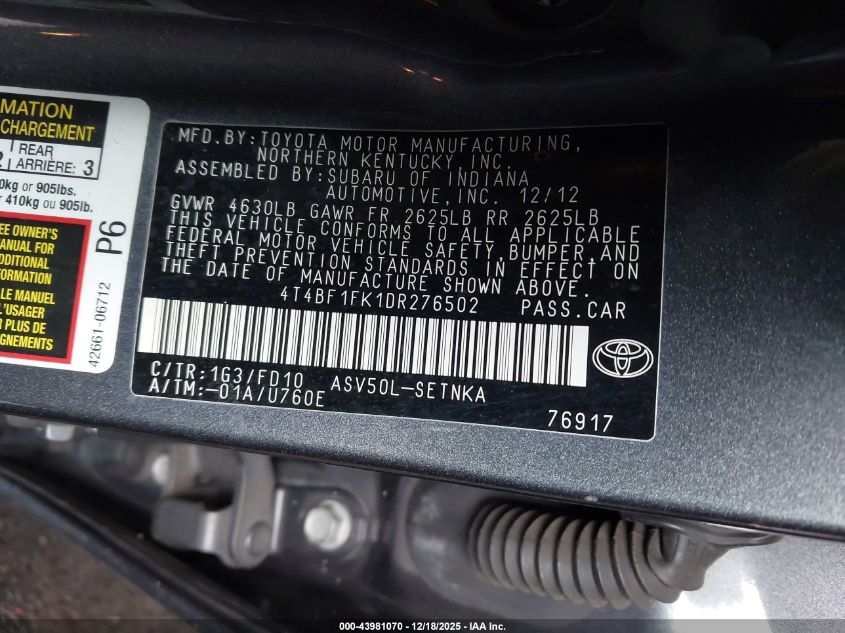 MATION
CHARGEMENT
2 REAR
ARRIÈRE: 3
0kg or 905lbs.
r 410kg ou 905lb.
EE OWNER'S
ANUAL FOR
DDITIONAL
FORMATION
LE MANUEL
L'USAGER
R PLUS DE
GNEMENTS
P6
42661-06712
MFD.BY:TOYOTA MOTOR MANUFACTURING,
NORTHERN KENTUCKY,INC.
ASSEMBLED BY:SUBARU OF INDIANA
AUTOMOTIVE,INC. 12/12
GVWR 4630LB GAWR FR 2625LB RR 2625LB
THIS VEHICLE CONFORMS TO ALL APPLICABLE
FEDERAL MOTOR VEHICLE SAFETY,BUMPER,AND
THEFT PREVENTION STANDARDS IN EFFECT ON
THE DATE OF MANUFACTURE SHOWN ABOVE.
4T4BF1FK1DR276502 PASS.CAR
C/TR:1G3/FD10 ASV50L-SETNKA
A/TM:-01A/U760E
76917
000-43981070 - 12/18/2025 - IAA Inc.